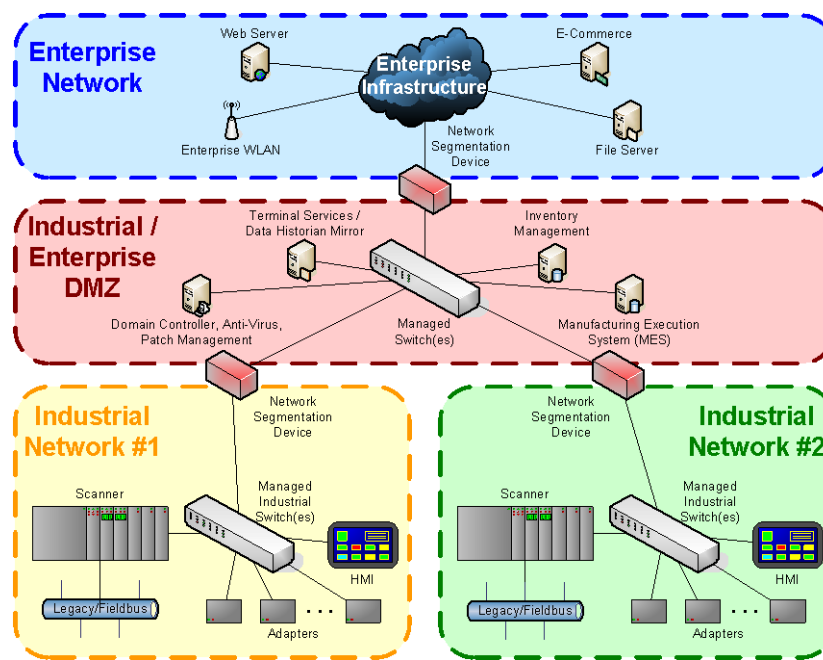 Enterprise
Network
Web Server
E-Commerce
Enterprise
Infrastructure
Enterprise WLAN
Network
Segmentation
Device
File Server
Industrial /
Enterprise
DMZ
Terminal Services /
Data Historian Mirror
Inventory
Management
Domain Controller, Anti-Virus,
Patch Management
Managed
Switch(es)
Manufacturing Execution
System (MES)
Industrial
Network #1
Network
Segmentation
Device
Scanner
Managed
Industrial
Switch(es)
HMI
Legacy/Fieldbus
Adapters
Network
Segmentation
Device
Industrial
Network #2
Scanner
Managed
Industrial
Switch(es)
HMI
Legacy/Fieldbus
Adapters